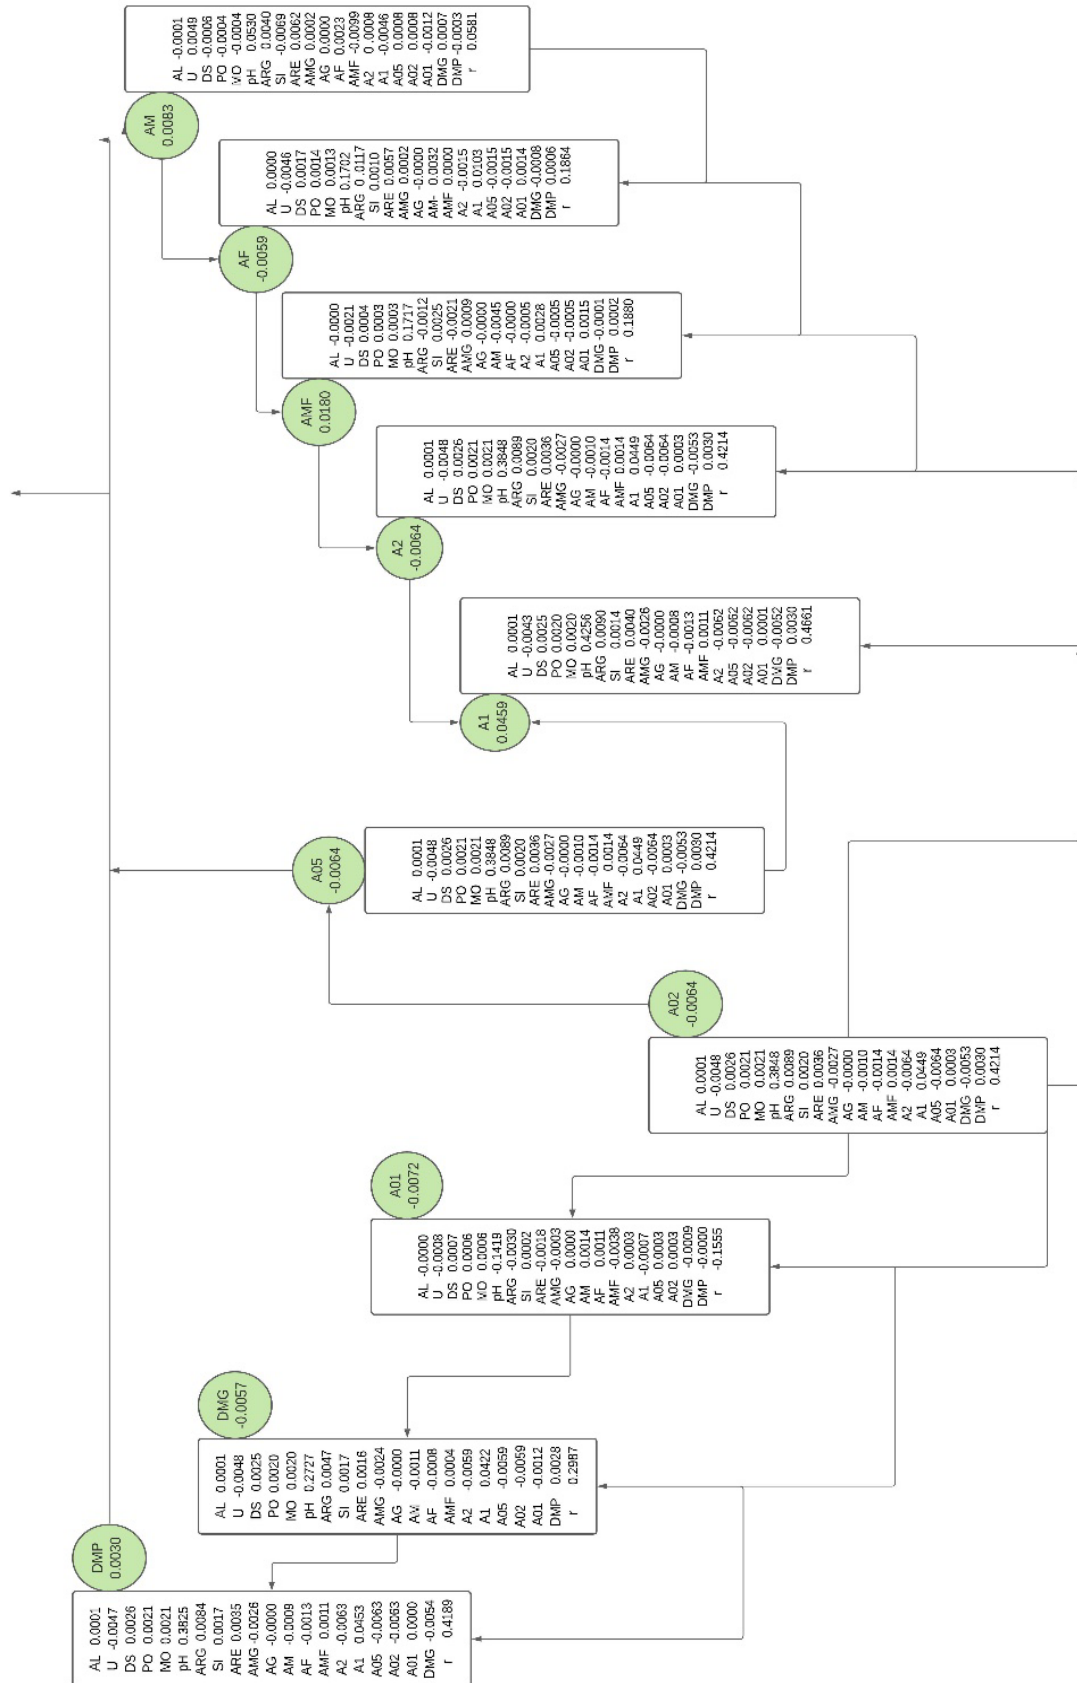 DMP
0.0030
AL 0.0001
U -0.0047
DS 0.0026
PO 0.0021
MO 0.0021
pH 0.3825
ARG 0.0084
SI 0.0017
ARE 0.0035
AMG -0.0026
AG -0.0000
AM -0.0009
AF -0.0013
AMF 0.0011
A2 -0.0063
A1 0.0453
A05 -0.0063
A02 -0.0063
A01 0.0000
DMG -0.0054
r 0.4189
DMG
-0.0057
AL 0.0001
U -0.0048
DS 0.0025
PO 0.0020
MO 0.0020
pH 0.2727
ARG 0.0047
SI 0.0017
ARE 0.0016
AMG -0.0024
AG -0.0000
AM -0.0011
AF -0.0008
AMF 0.0004
A2 -0.0059
A1 0.0422
A05 -0.0059
A02 -0.0059
A01 -0.0012
DMP 0.0028
r 0.2987
A01
-0.0072
AL -0.0000
U -0.0008
DS 0.0007
PO 0.0006
MO 0.0006
pH -0.1419
ARG -0.0030
SI 0.0002
ARE -0.0018
AMG -0.0003
AG 0.0000
AM 0.0014
AF 0.0011
AMF -0.0038
A2 0.0003
A1 -0.0007
A05 0.0003
A02 0.0003
DMG -0.0009
DMP -0.0000
r -0.1555
A02
-0.0064
AL 0.0001
U -0.0048
DS 0.0026
PO 0.0021
MO 0.0021
pH 0.3848
ARG 0.0089
SI 0.0020
ARE 0.0036
AMG -0.0027
AG -0.0000
AM -0.0010
AF -0.0014
AMF 0.0014
A2 -0.0064
A1 0.0449
A05 -0.0064
A01 0.0003
DMG -0.0053
DMP 0.0030
r 0.4214
A05
-0.0064
AL 0.0001
U -0.0048
DS 0.0026
PO 0.0021
MO 0.0021
pH 0.3848
ARG 0.0089
SI 0.0020
ARE 0.0036
AMG -0.0027
AG -0.0000
AM -0.0010
AF -0.0014
AMF 0.0014
A2 -0.0064
A1 0.0449
A02 -0.0064
A01 0.0003
DMG -0.0053
DMP 0.0030
r 0.4214
A1
0.0459
AL 0.0001
U -0.0043
DS 0.0025
PO 0.0020
MO 0.0020
pH 0.4256
ARG 0.0090
SI 0.0014
ARE 0.0040
AMG -0.0026
AG -0.0000
AM -0.0008
AF -0.0013
AMF 0.0011
A2 -0.0062
A05 -0.0062
A02 -0.0062
A01 0.0001
DMG -0.0052
DMP 0.0030
r 0.4661
A2
-0.0064
AL 0.0001
U -0.0048
DS 0.0026
PO 0.0021
MO 0.0021
pH 0.3848
ARG 0.0089
SI 0.0020
ARE 0.0036
AMG -0.0027
AG -0.0000
AM -0.0010
AF -0.0014
AMF 0.0014
A1 0.0449
A05 -0.0064
A02 -0.0064
A01 0.0003
DMG -0.0053
DMP 0.0030
r 0.4214
AMF
0.0180
AL -0.0000
U -0.0021
DS 0.0004
PO 0.0003
MO 0.0003
pH 0.1717
ARG -0.0012
SI 0.0025
ARE -0.0021
AMG 0.0009
AG -0.0000
AM -0.0045
AF -0.0000
A2 -0.0005
A1 0.0028
A05 -0.0005
A02 -0.0005
A01 0.0015
DMG -0.0001
DMP 0.0002
r 0.1880
AF
-0.0059
AL 0.0000
U -0.0046
DS 0.0017
PO 0.0014
MO 0.0013
pH 0.1702
ARG 0.0117
SI 0.0010
ARE 0.0057
AMG 0.0002
AG -0.0000
AM- 0.0032
AMF 0.0000
A2 -0.0015
A1 0.0103
A05 -0.0015
A02 -0.0015
A01 0.0014
DMG -0.0008
DMP 0.0006
r 0.1864
AM
0.0083
AL -0.0001
U 0.0049
DS -0.0006
PO -0.0004
MO -0.0004
pH 0.0530
ARG 0.0040
SI -0.0069
ARE 0.0062
AMG 0.0002
AG 0.0000
AF 0.0023
AMF -0.0099
A2 0.0008
A1 -0.0046
A05 0.0008
A02 0.0008
A01 -0.0012
DMG 0.0007
DMP -0.0003
r 0.0581